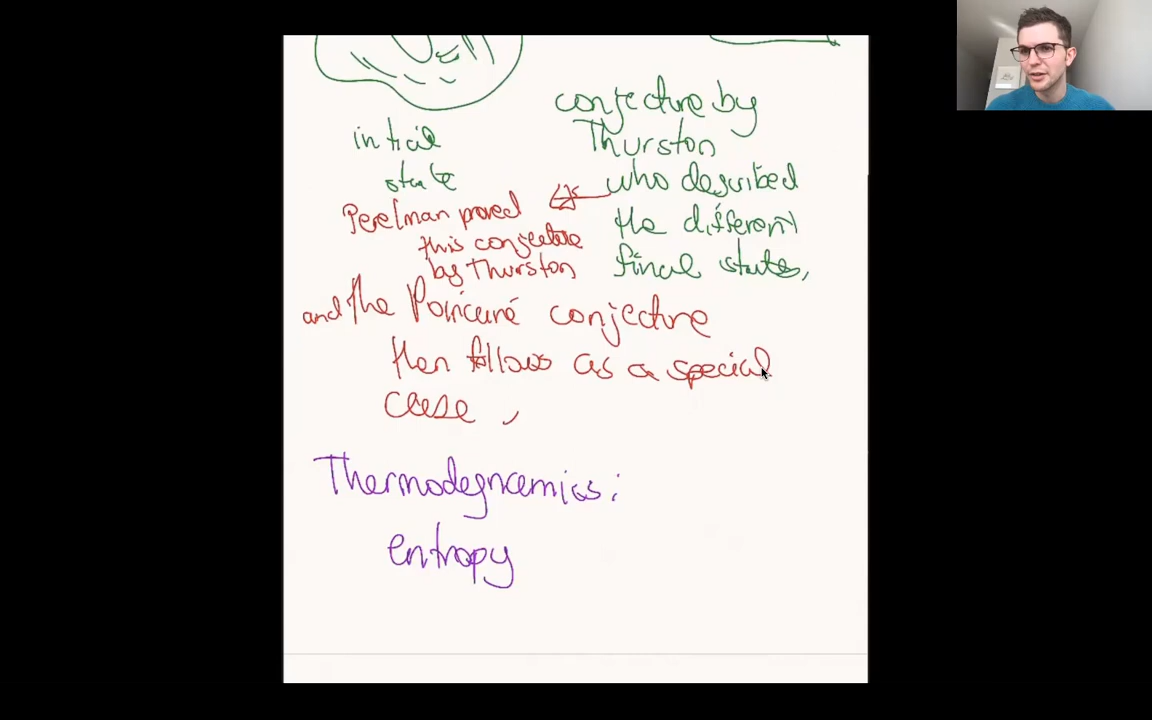 initial
state
conjecture by
Thurston
who described
the different
final states,
Perelman proved
this conjecture
by Thurston
and the Poincaré conjecture
then follows as a special
case,
Thermodynamics:
entropy